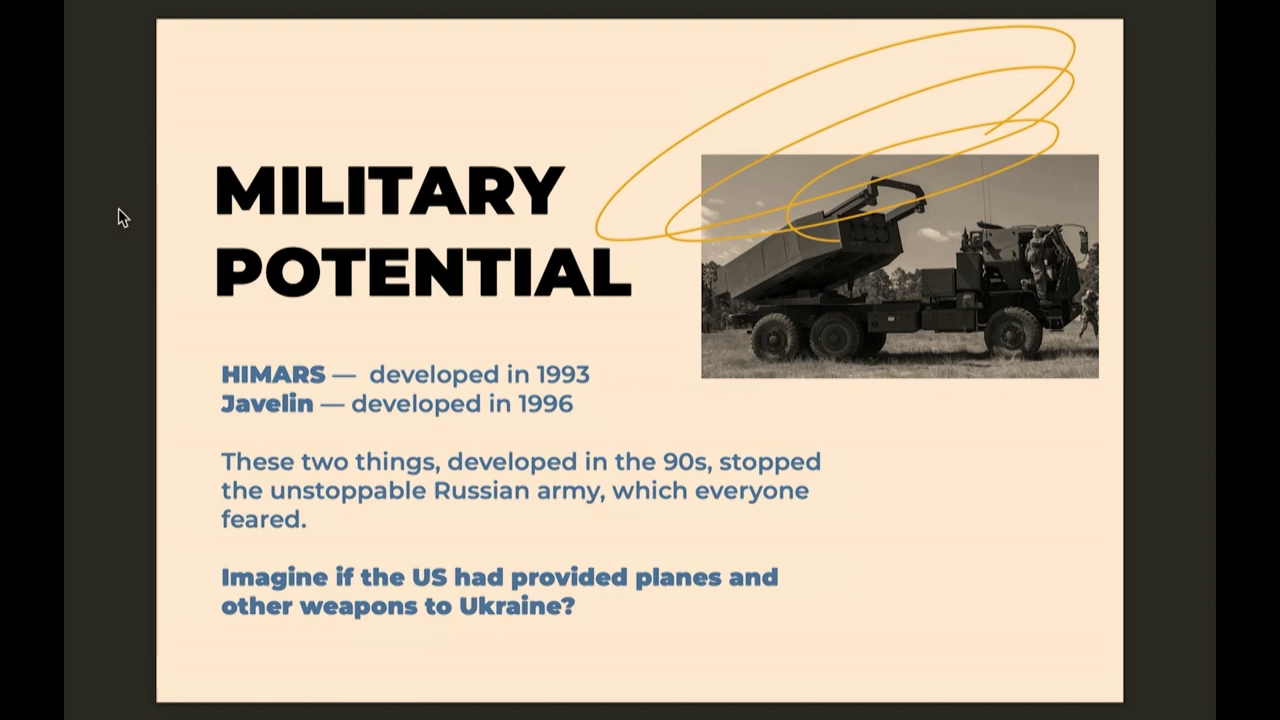 MILITARY
POTENTIAL
HIMARS — developed in 1993
Javelin — developed in 1996
These two things, developed in the 90s, stopped
the unstoppable Russian army, which everyone
feared.
Imagine if the US had provided planes and
other weapons to Ukraine?